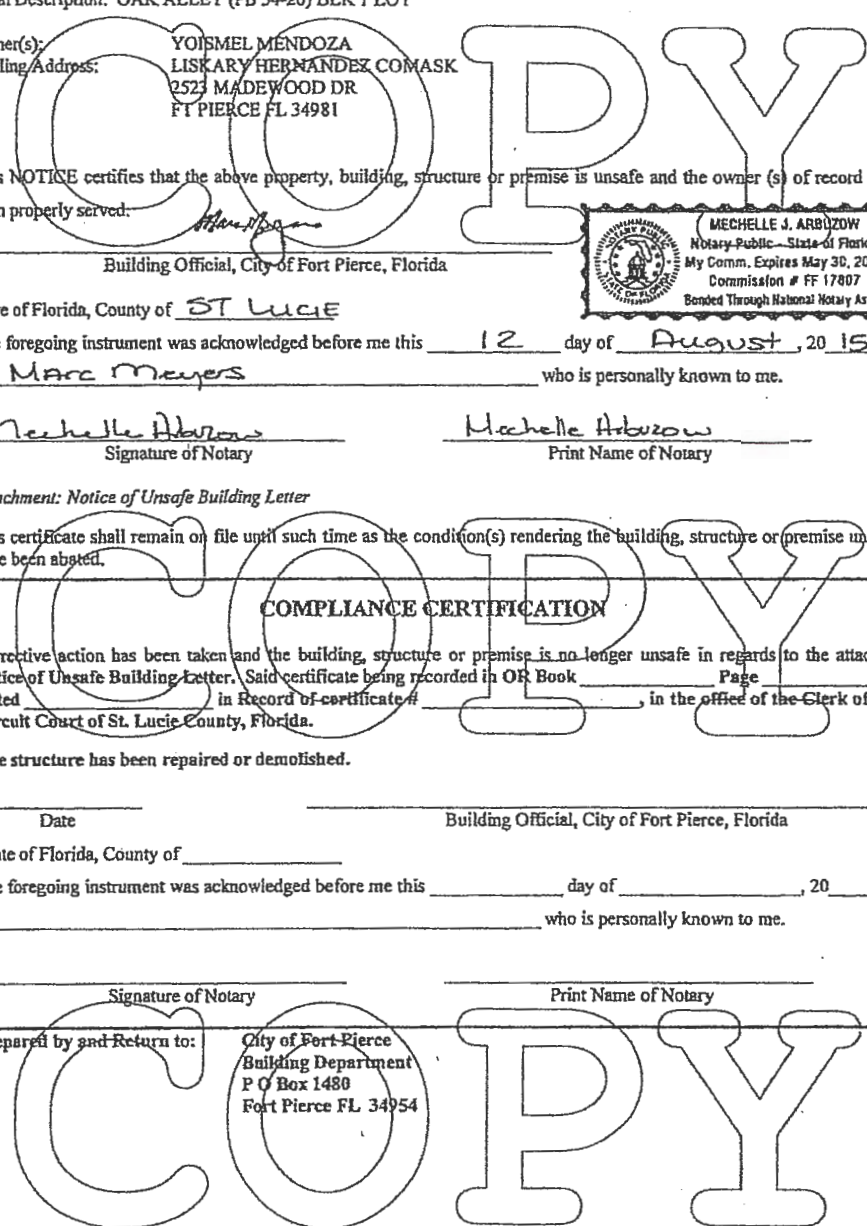 al Description: OAK ALLEY (PB 54-20) BLK F LOT
ner(s): YOISMEL MENDOZA
ling Address: LISKARY HERNANDEZ COMASK
2523 MADEWOOD DR
FT PIERCE FL 34981
s NOTICE certifies that the above property, building, structure or premise is unsafe and the owner (s) of record
n properly served.
MECHELLE J. ARBUZOW
Notary Public - State of Floric
My Comm. Expires May 30, 20
Commission # FF 17807
Bonded Through National Notary As
Building Official, City of Fort Pierce, Florida
e of Florida, County of ST LUCIE
e foregoing instrument was acknowledged before me this 12 day of August , 20 15
Marc Meyers who is personally known to me.
Mechelle Arbuzow Mechelle Arbuzow
Signature of Notary Print Name of Notary
chment: Notice of Unsafe Building Letter
s certificate shall remain on file until such time as the condition(s) rendering the building, structure or premise un
e been abated.
COMPLIANCE CERTIFICATION
rective action has been taken and the building, structure or premise is no longer unsafe in regards to the attac
ice of Unsafe Building Letter. Said certificate being recorded in OR Book Page
ted in Record of certificate # , in the office of the Clerk of
rcuit Court of St. Lucie County, Florida.
e structure has been repaired or demolished.
Date Building Official, City of Fort Pierce, Florida
te of Florida, County of
e foregoing instrument was acknowledged before me this day of , 20
who is personally known to me.
Signature of Notary Print Name of Notary
epared by and Return to: City of Fort Pierce
Building Department
P O Box 1480
Fort Pierce FL 34954
COPY
COPY
COPY